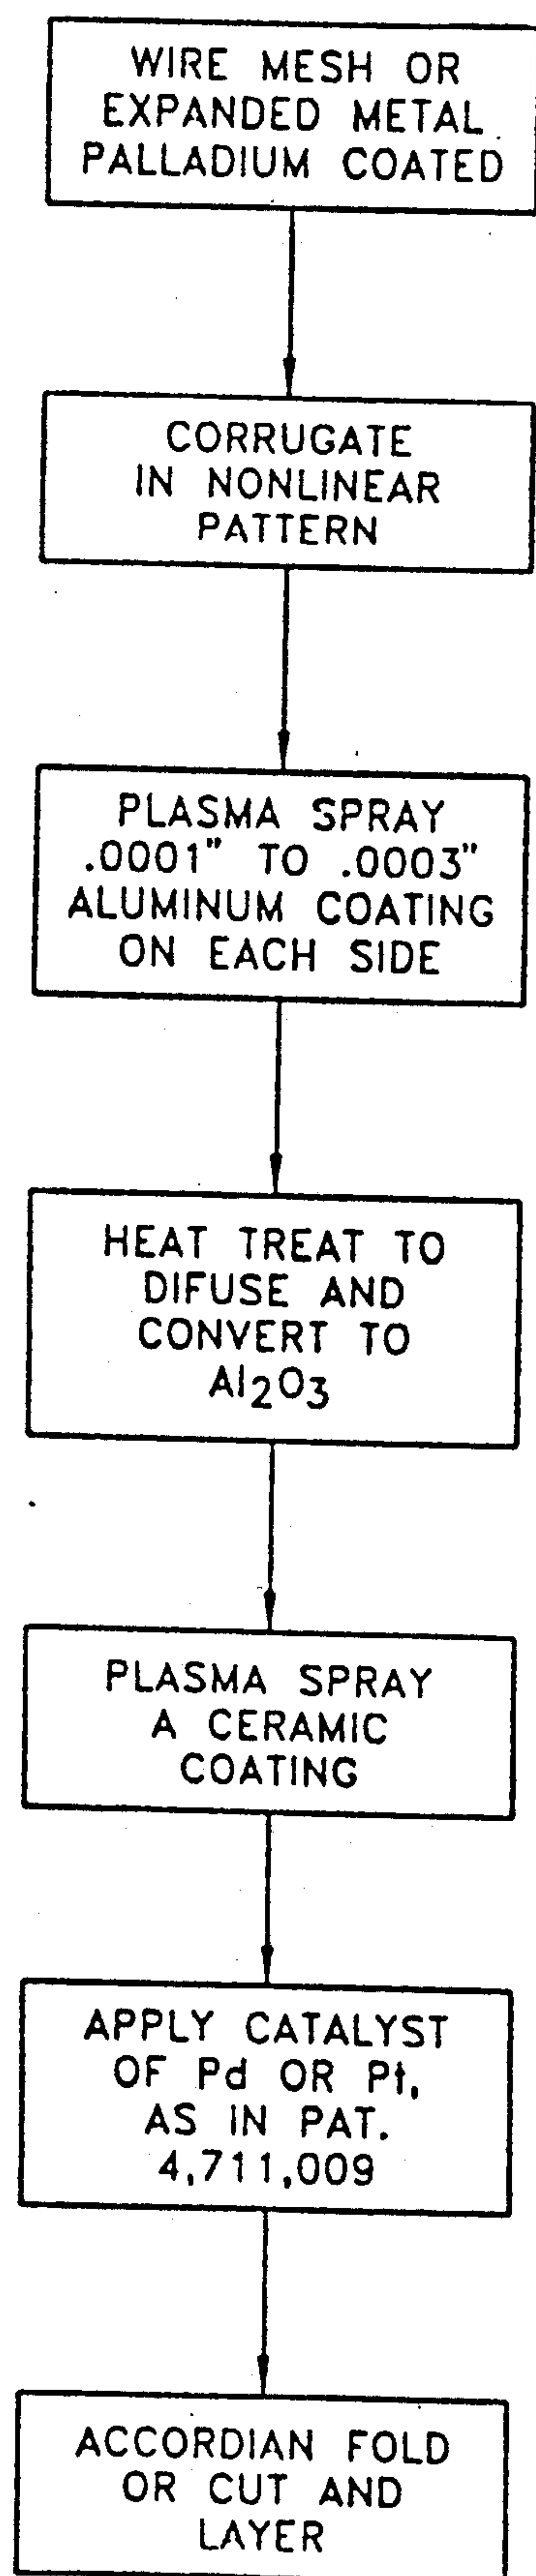 WIRE MESH OR
EXPANDED METAL
PALLADIUM COATED
CORRUGATE
IN NONLINEAR
PATTERN
PLASMA SPRAY
.0001" TO .0003"
ALUMINUM COATING
ON EACH SIDE
HEAT TREAT TO
DIFUSE AND
CONVERT TO
Al2O3
PLASMA SPRAY
A CERAMIC
COATING
APPLY CATALYST
OF Pd OR Pt,
AS IN PAT.
4,711,009
ACCORDIAN FOLD
OR CUT AND
LAYER